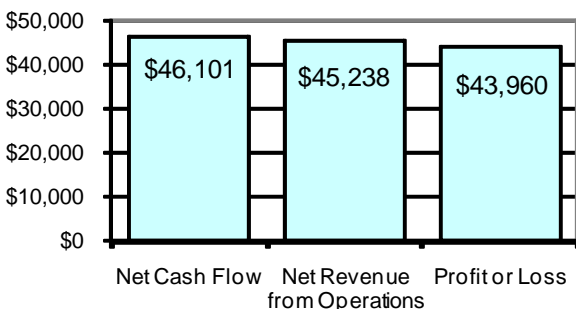 $50,000
$40,000
$30,000
$20,000
$10,000
$0
$46,101
$45,238
$43,960
Net Cash Flow
Net Revenue
from Operations
Profit or Loss